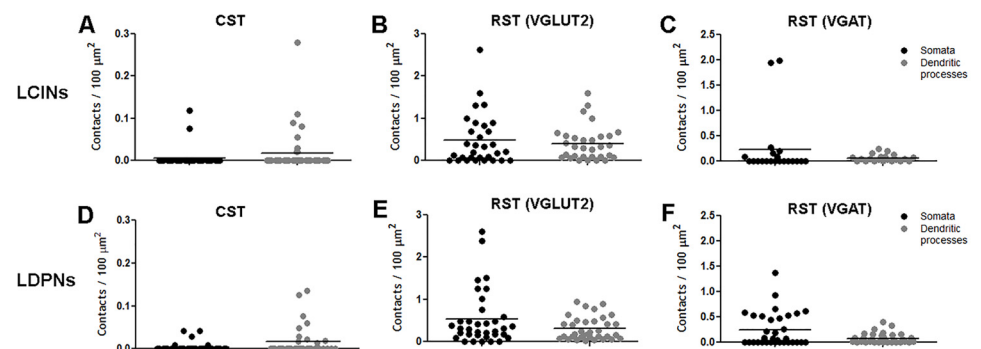 A
CST
B
RST (VGLUT2)
C
RST (VGAT)
LCINs
Contacts / 100 μm²
0.3
0.2
0.1
0.0
Contacts / 100 μm²
3
2
1
0
Contacts / 100 μm²
2.5
2.0
1.5
1.0
0.5
0.0
Somata
Dendritic
processes
D
CST
E
RST (VGLUT2)
F
RST (VGAT)
LDPNs
Contacts / 100 μm²
0.3
0.2
0.1
0.0
Contacts / 100 μm²
3
2
1
0
Contacts / 100 μm²
2.5
2.0
1.5
1.0
0.5
0.0
Somata
Dendritic
processes